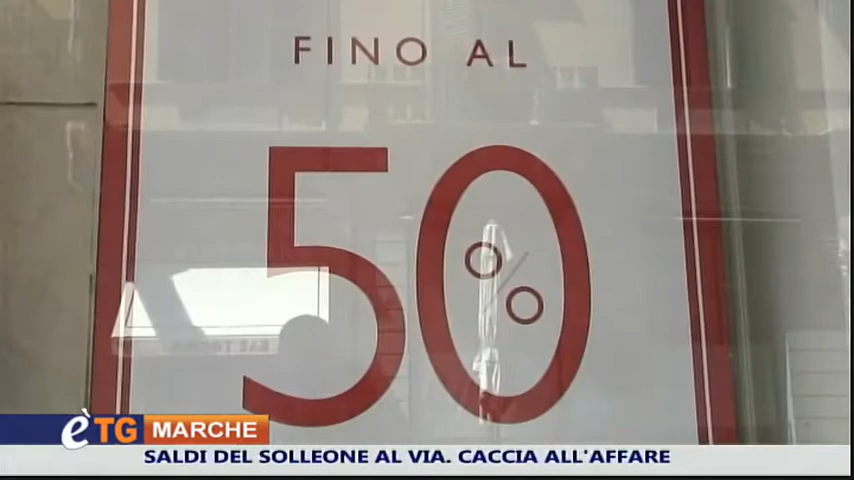 FINO AL
50%
èTG MARCHE
SALDI DEL SOLLEONE AL VIA. CACCIA ALL'AFFARE